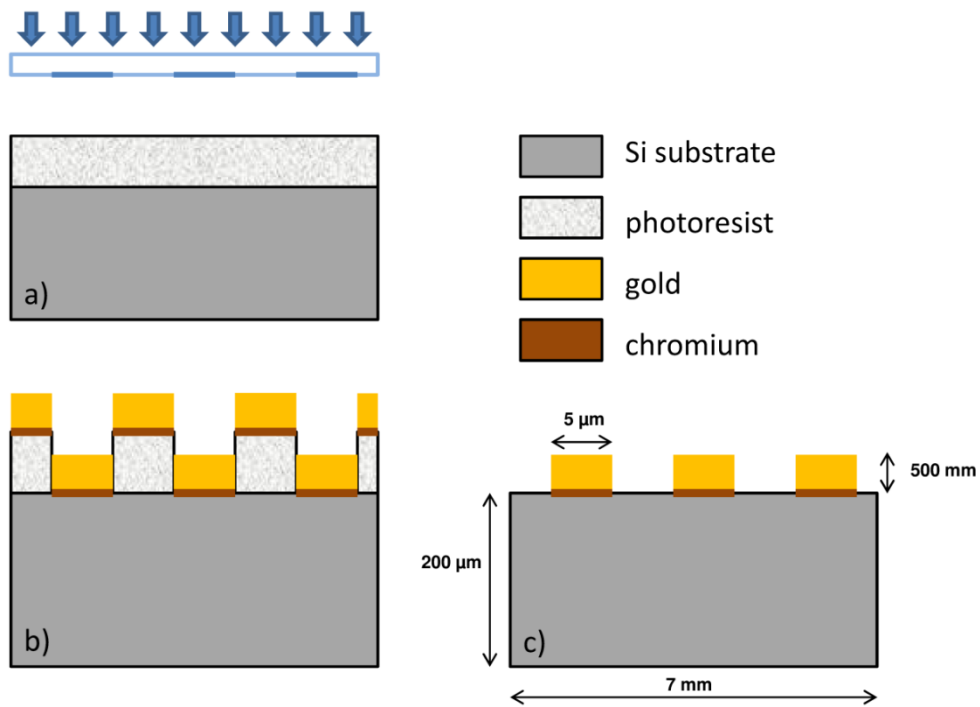 Si substrate
photoresist
gold
chromium
a)
b)
5 µm
500 mm
200 µm
c)
7 mm